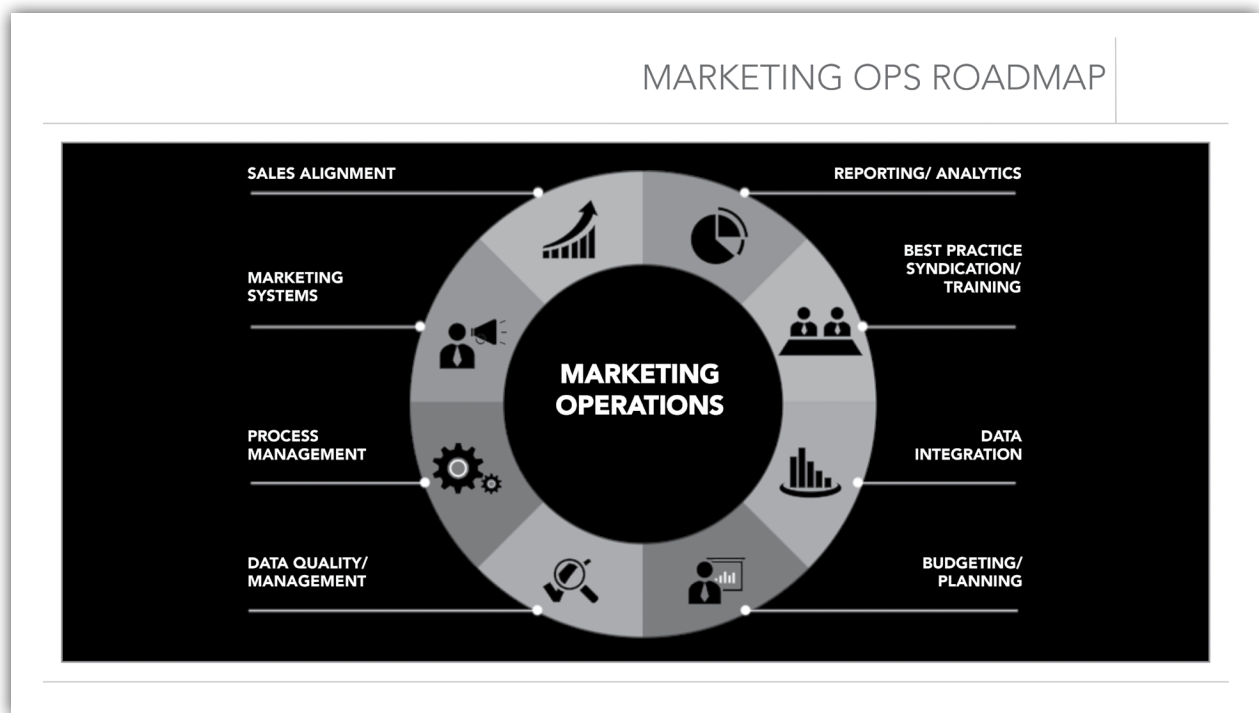 MARKETING OPS ROADMAP
SALES ALIGNMENT
REPORTING/ ANALYTICS
MARKETING
SYSTEMS
BEST PRACTICE
SYNDICATION/
TRAINING
MARKETING
OPERATIONS
PROCESS
MANAGEMENT
DATA
INTEGRATION
DATA QUALITY/
MANAGEMENT
BUDGETING/
PLANNING